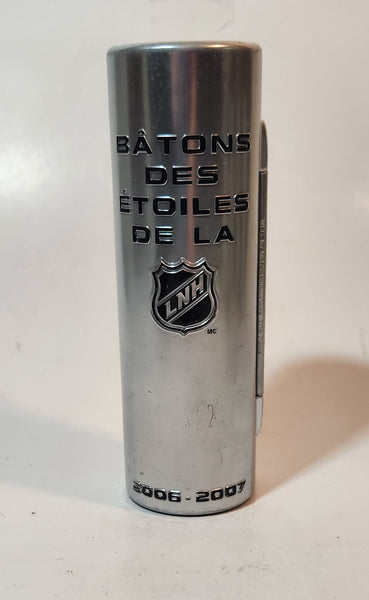 BÂTONS
DES
ÉTOILES
DE LA
LNH
MC
2006-2007